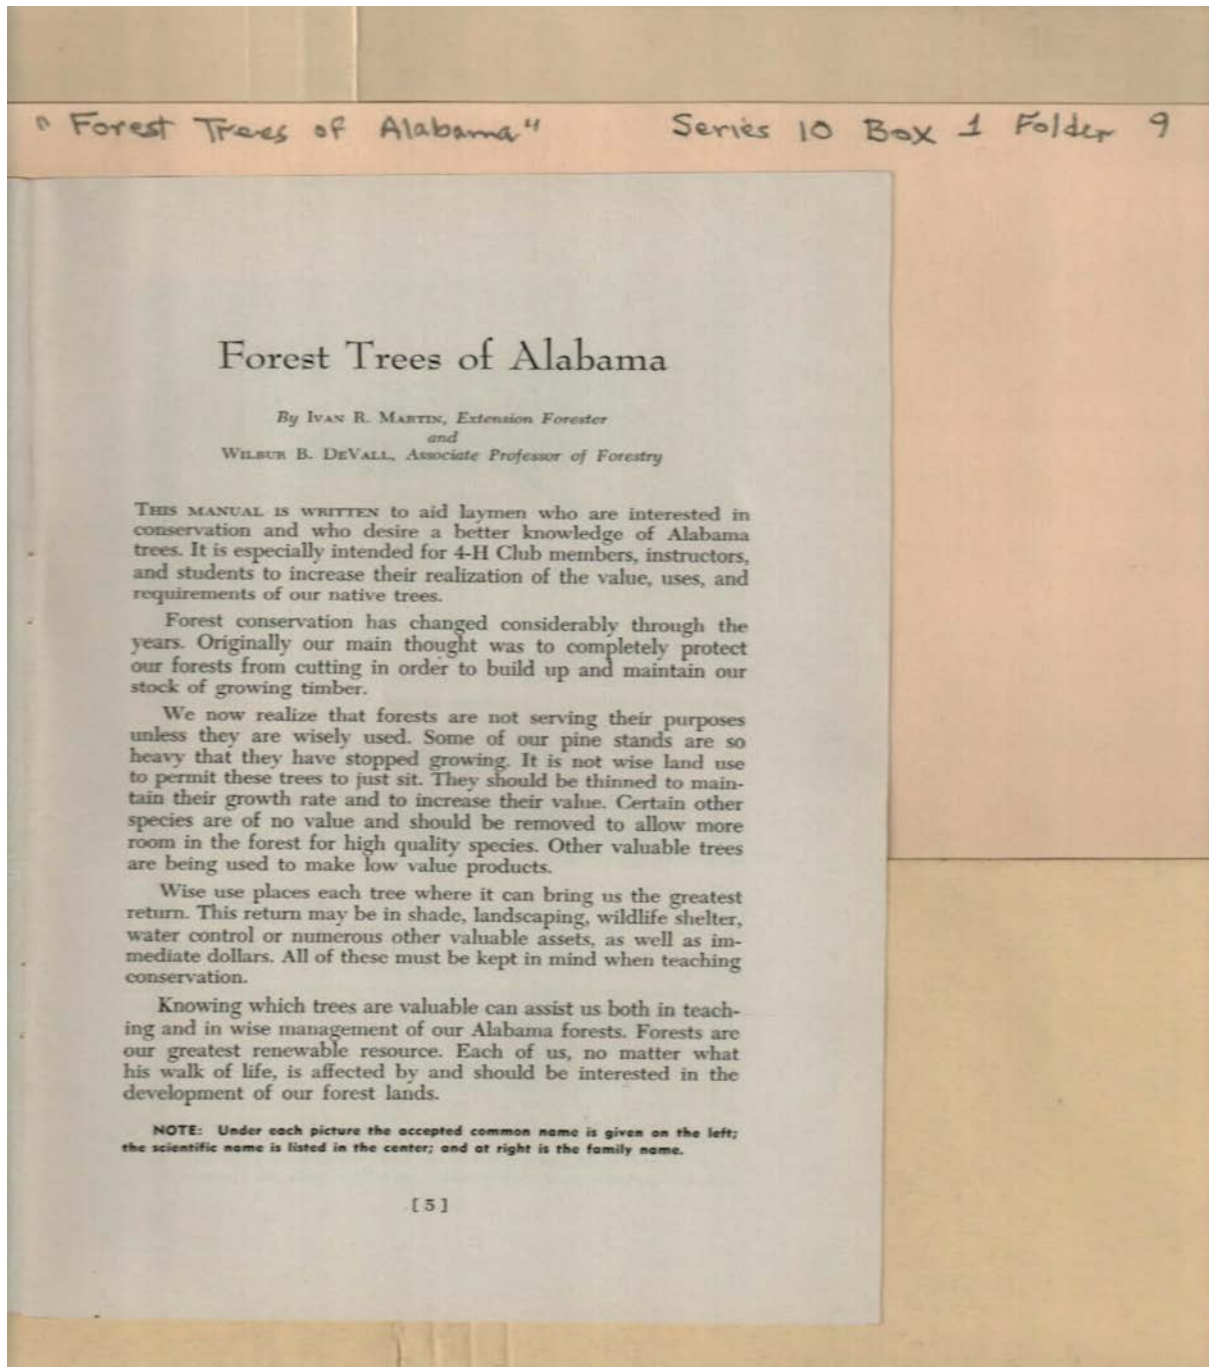 "Forest Trees of Alabama" Series 10 Box 1 Folder 9
Forest Trees of Alabama
By IVAN R. MARTIN, Extension Forester
and
WILBUR B. DEVALL, Associate Professor of Forestry
THIS MANUAL IS WRITTEN to aid laymen who are interested in
conservation and who desire a better knowledge of Alabama
trees. It is especially intended for 4-H Club members, instructors,
and students to increase their realization of the value, uses, and
requirements of our native trees.
Forest conservation has changed considerably through the
years. Originally our main thought was to completely protect
our forests from cutting in order to build up and maintain our
stock of growing timber.
We now realize that forests are not serving their purposes
unless they are wisely used. Some of our pine stands are so
heavy that they have stopped growing. It is not wise land use
to permit these trees to just sit. They should be thinned to main-
tain their growth rate and to increase their value. Certain other
species are of no value and should be removed to allow more
room in the forest for high quality species. Other valuable trees
are being used to make low value products.
Wise use places each tree where it can bring us the greatest
return. This return may be in shade, landscaping, wildlife shelter,
water control or numerous other valuable assets, as well as im-
mediate dollars. All of these must be kept in mind when teaching
conservation.
Knowing which trees are valuable can assist us both in teach-
ing and in wise management of our Alabama forests. Forests are
our greatest renewable resource. Each of us, no matter what
his walk of life, is affected by and should be interested in the
development of our forest lands.
NOTE: Under each picture the accepted common name is given on the left;
the scientific name is listed in the center; and at right is the family name.
[5]